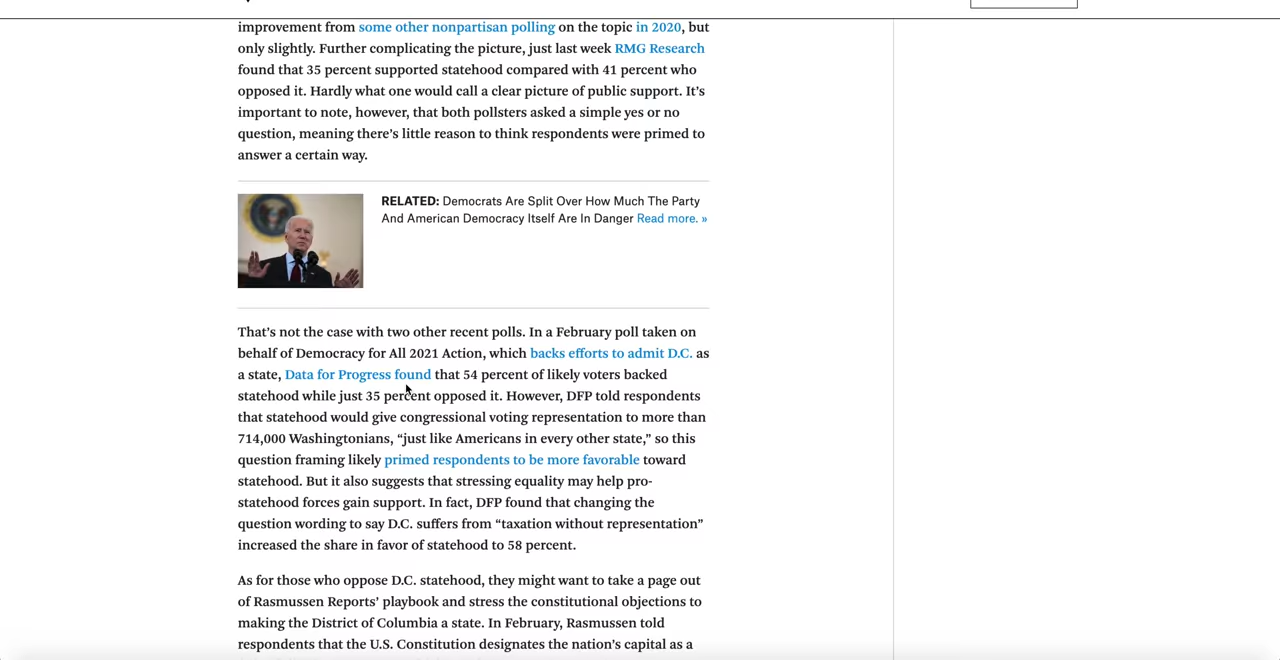 improvement from some other nonpartisan polling on the topic in 2020, but
only slightly. Further complicating the picture, just last week RMG Research
found that 35 percent supported statehood compared with 41 percent who
opposed it. Hardly what one would call a clear picture of public support. It’s
important to note, however, that both pollsters asked a simple yes or no
question, meaning there’s little reason to think respondents were primed to
answer a certain way.
RELATED: Democrats Are Split Over How Much The Party
And American Democracy Itself Are In Danger Read more. »
That’s not the case with two other recent polls. In a February poll taken on
behalf of Democracy for All 2021 Action, which backs efforts to admit D.C. as
a state, Data for Progress found that 54 percent of likely voters backed
statehood while just 35 percent opposed it. However, DFP told respondents
that statehood would give congressional voting representation to more than
714,000 Washingtonians, “just like Americans in every other state,” so this
question framing likely primed respondents to be more favorable toward
statehood. But it also suggests that stressing equality may help pro-
statehood forces gain support. In fact, DFP found that changing the
question wording to say D.C. suffers from “taxation without representation”
increased the share in favor of statehood to 58 percent.
As for those who oppose D.C. statehood, they might want to take a page out
of Rasmussen Reports’ playbook and stress the constitutional objections to
making the District of Columbia a state. In February, Rasmussen told
respondents that the U.S. Constitution designates the nation’s capital as a